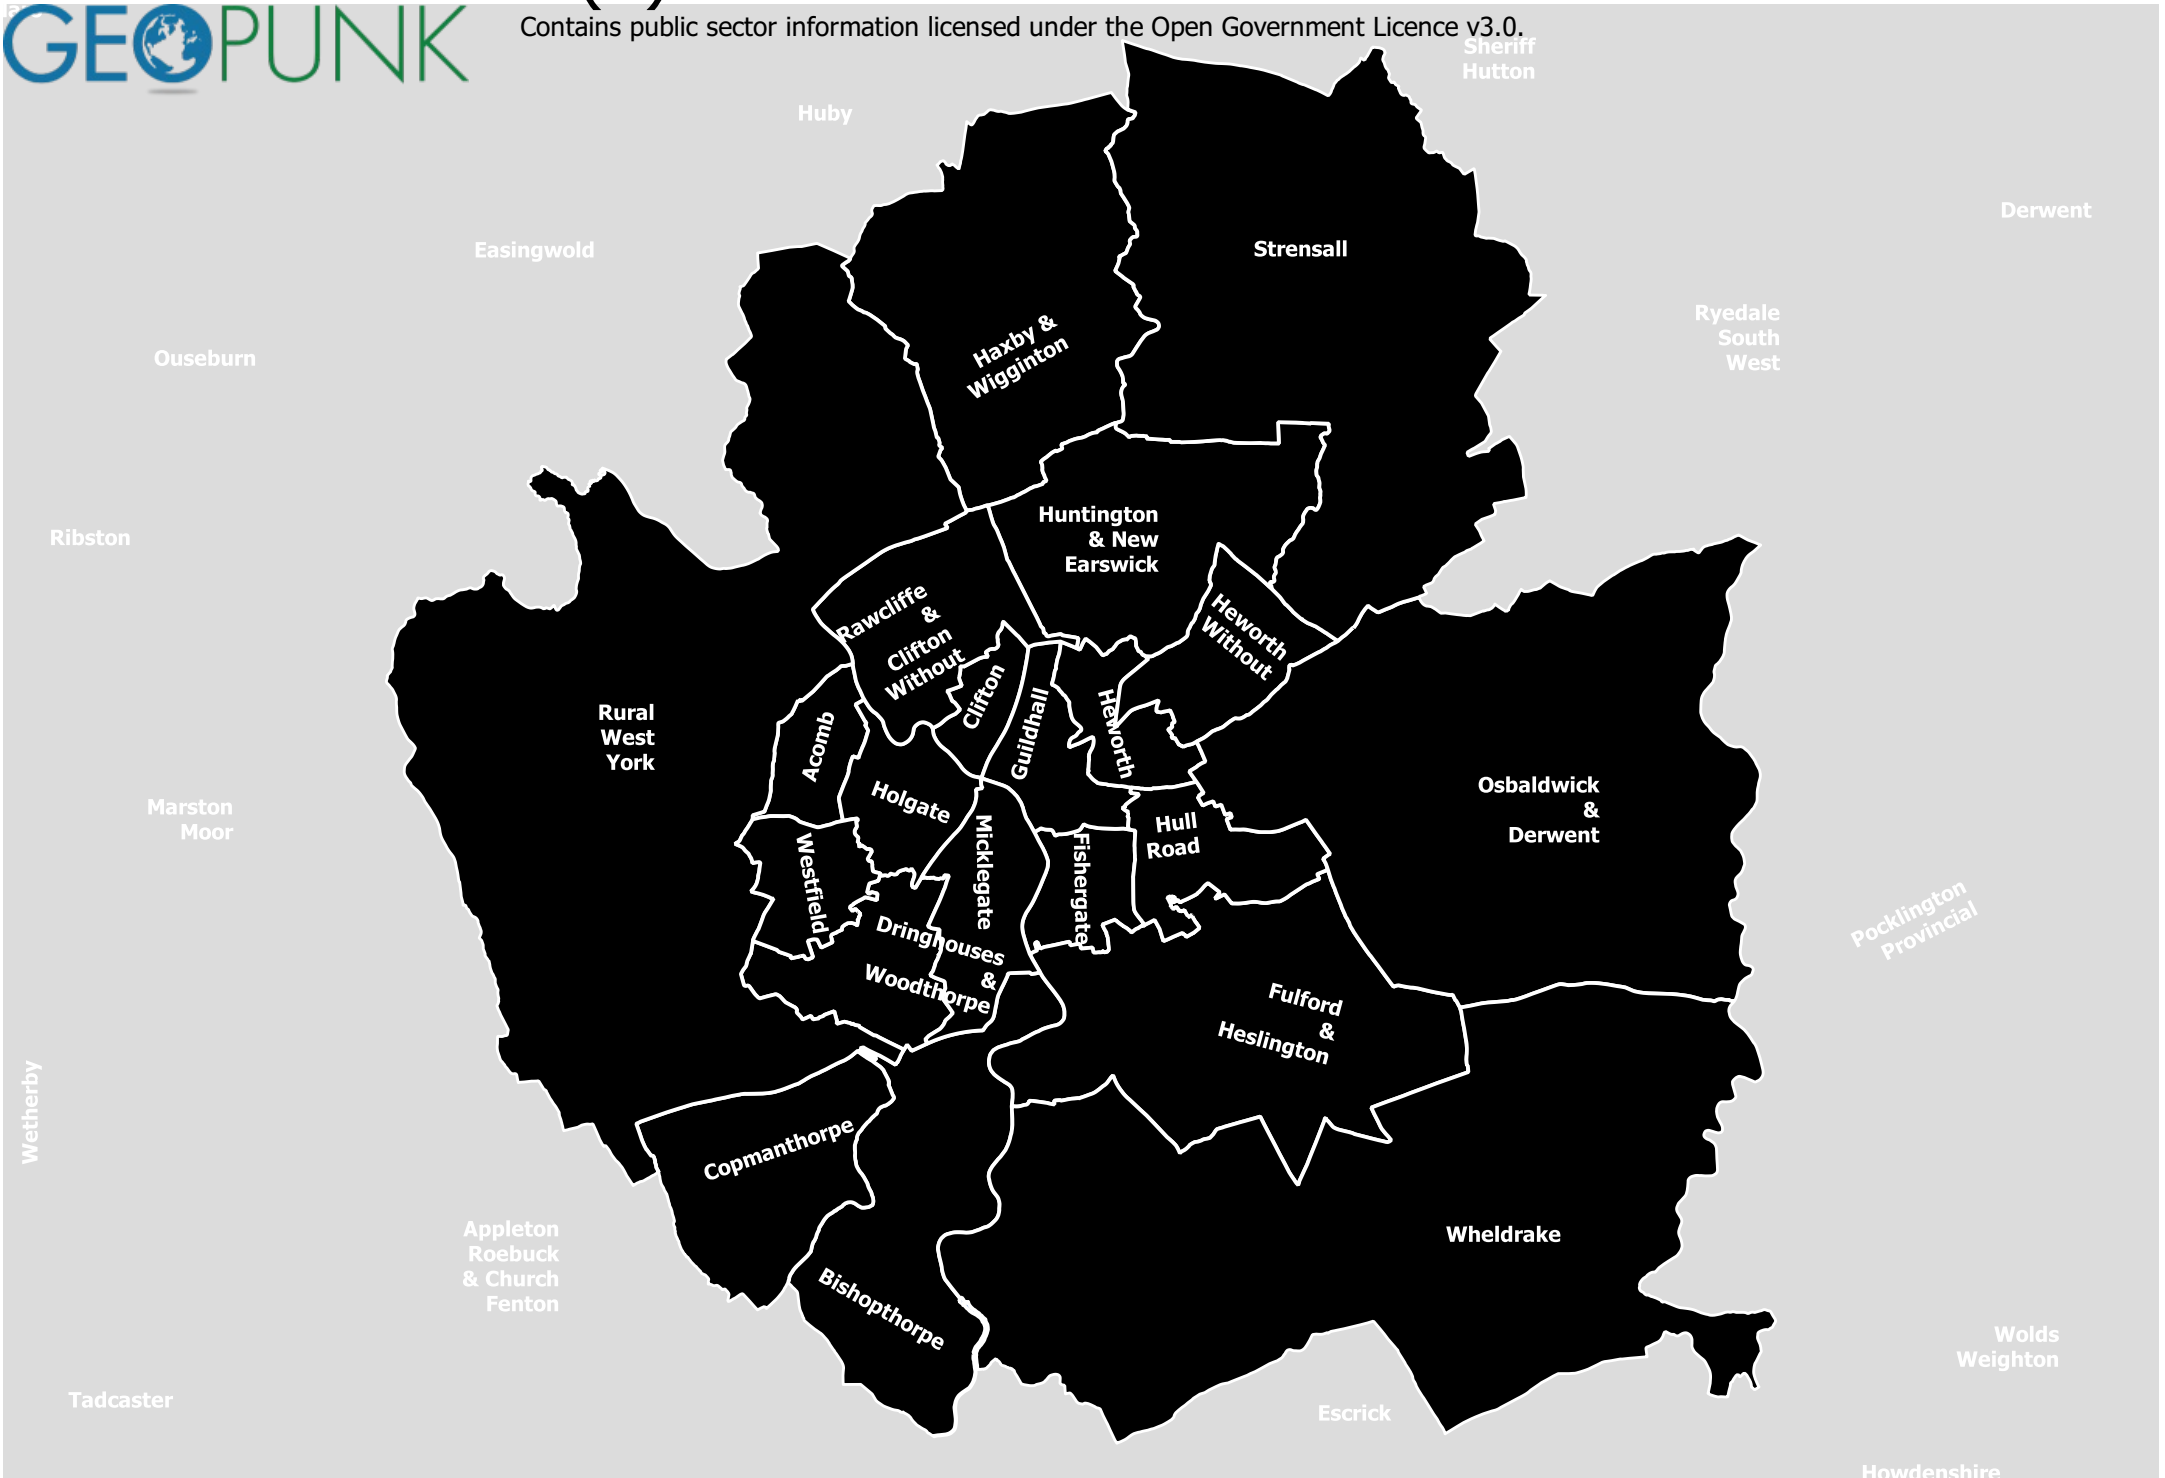 GEOPUNK
Contains public sector information licensed under the Open Government Licence v3.0.
Sheriff
Hutton
Huby
Derwent
Easingwold
Strensall
Ryedale
South
West
Haxby &
Wigginton
Ouseburn
Ribston
Huntington
& New
Earswick
Rawcliffe
&
Clifton
Without
Heworth
Without
Clifton
Guildhall
Heworth
Rural
West
York
Acomb
Holgate
Osbaldwick
&
Derwent
Marston
Moor
Hull
Road
Micklegate
Fishergate
Westfield
Dringhouses
&
Woodthorpe
Pocklington
Provincial
Fulford
&
Heslington
Wetherby
Copmanthorpe
Appleton
Roebuck
& Church
Fenton
Wheldrake
Bishopthorpe
Wolds
Weighton
Tadcaster
Escrick
Howdenshire